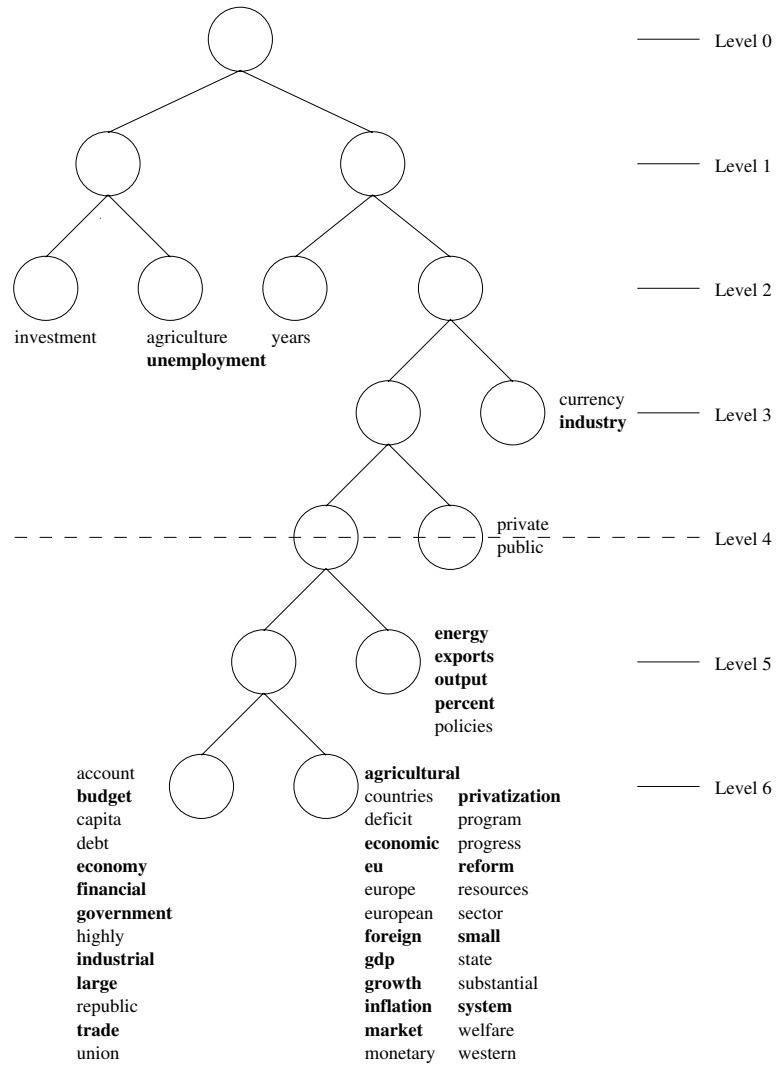 Level 0
Level 1
Level 2
investment
agriculture
unemployment
years
currency
industry
Level 3
private
public
Level 4
energy
exports
output
percent
policies
Level 5
account
budget
capita
debt
economy
financial
government
highly
industrial
large
republic
trade
union
agricultural
countries
deficit
economic
eu
europe
european
foreign
gdp
growth
inflation
market
monetary
privatization
program
progress
reform
resources
sector
small
state
substantial
system
welfare
western
Level 6